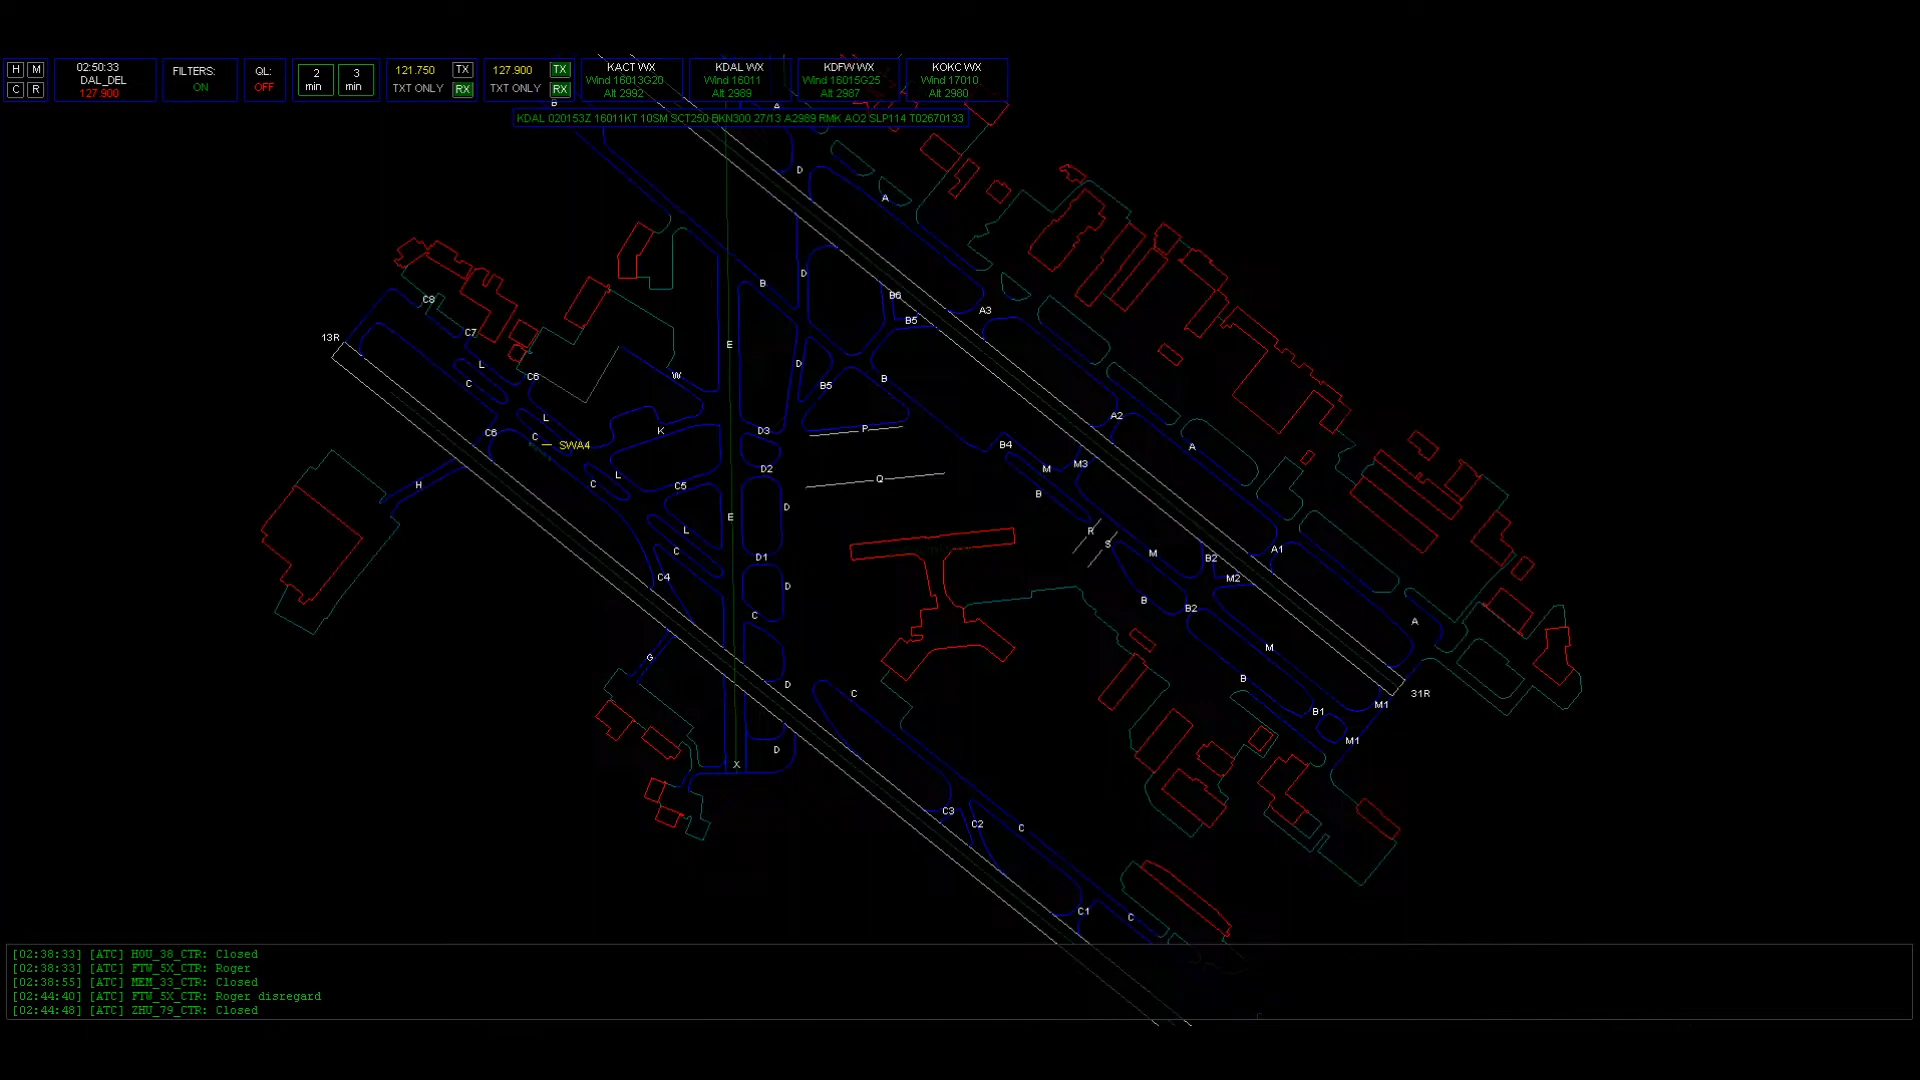 H M
C R
02:50:33
DAL_DEL
127.900
FILTERS:
ON
QL:
OFF
2
min
3
min
121.750 TX
TXT ONLY RX
127.900 TX
TXT ONLY RX
KACT WX
Wind 16013G20
Alt 2992
KDAL WX
Wind 16011
Alt 2989
KDFW WX
Wind 16015G25
Alt 2987
KOKC WX
Wind 17010
Alt 2980
B
A
KDAL 020153Z 16011KT 10SM SCT250 BKN300 27/13 A2989 RMK AO2 SLP114 T02670133
D
A
D
B
B6
C8
A3
B5
C7
13R
E
L
D
W
C6
B
C
B5
A2
L
P
D3
K
C6
C
SWA4
B4
A
M3
D2
M
L
Q
H
C
C5
B
D
E
L
R
S
A1
C
M
D1
B2
C4
M2
D
B
B2
C
A
M
G
B
D
C
31R
M1
B1
M1
D
X
C3
C2
C
C1
C
[02:38:33] [ATC] HOU_38_CTR: Closed
[02:38:33] [ATC] FTW_5X_CTR: Roger
[02:38:55] [ATC] MEM_33_CTR: Closed
[02:44:40] [ATC] FTW_5X_CTR: Roger disregard
[02:44:48] [ATC] ZHU_79_CTR: Closed
C